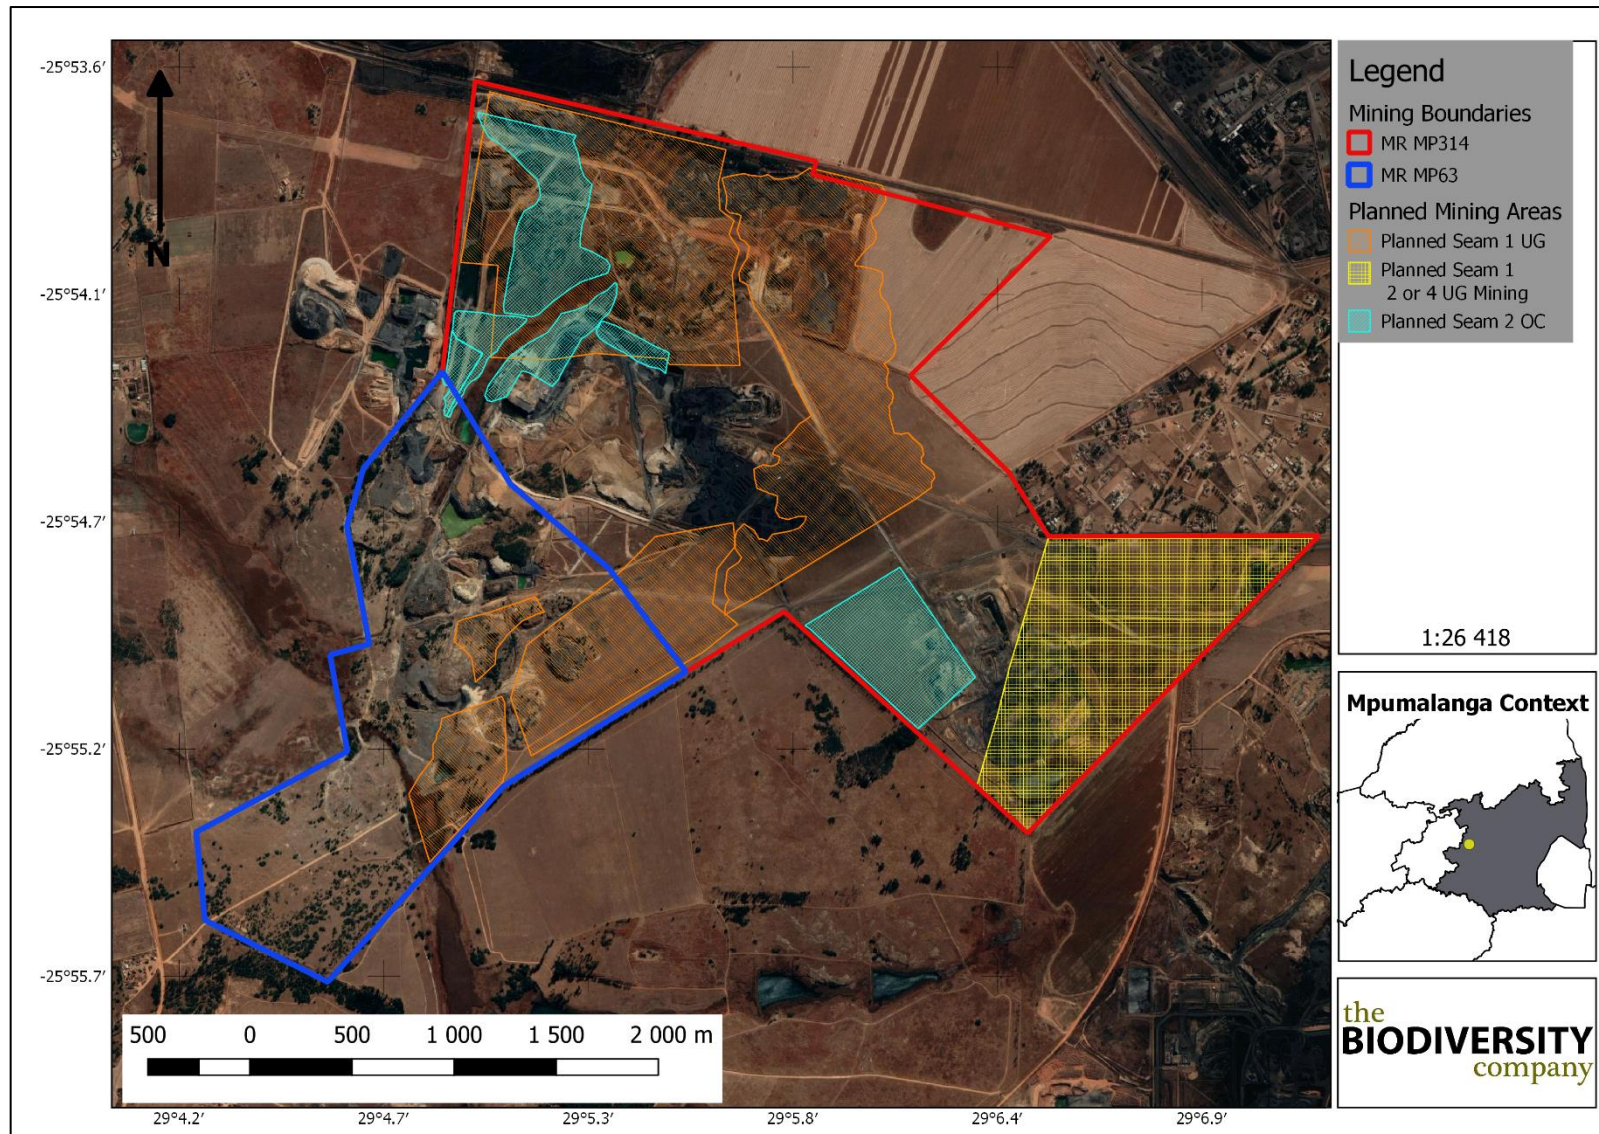 -25°53.6'
-25°54.1'
-25°54.7'
-25°55.2'
-25°55.7'
N
500 0 500 1 000 1 500 2 000 m
29°4.2' 29°4.7' 29°5.3' 29°5.8' 29°6.4' 29°6.9'
Legend
Mining Boundaries
MR MP314
MR MP63
Planned Mining Areas
Planned Seam 1 UG
Planned Seam 1
2 or 4 UG Mining
Planned Seam 2 OC
1:26 418
Mpumalanga Context
the
BIODIVERSITY
company